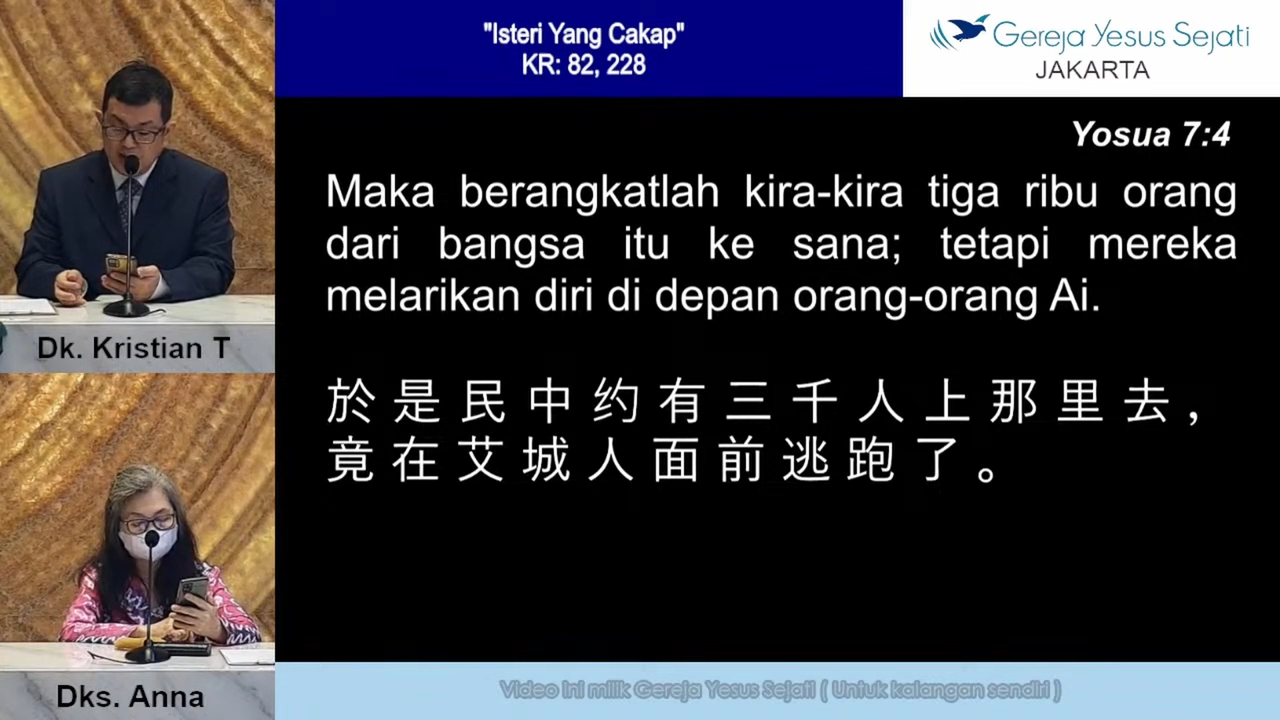 "Isteri Yang Cakap"
KR: 82, 228
Gereja Yesus Sejati
JAKARTA
Yosua 7:4
Maka berangkatlah kira-kira tiga ribu orang
dari bangsa itu ke sana; tetapi mereka
melarikan diri di depan orang-orang Ai.
於是民中约有三千人上那里去,
竟在艾城人面前逃跑了。
Dk. Kristian T
Dks. Anna
Video ini milik Gereja Yesus Sejati ( Untuk kalangan sendiri )